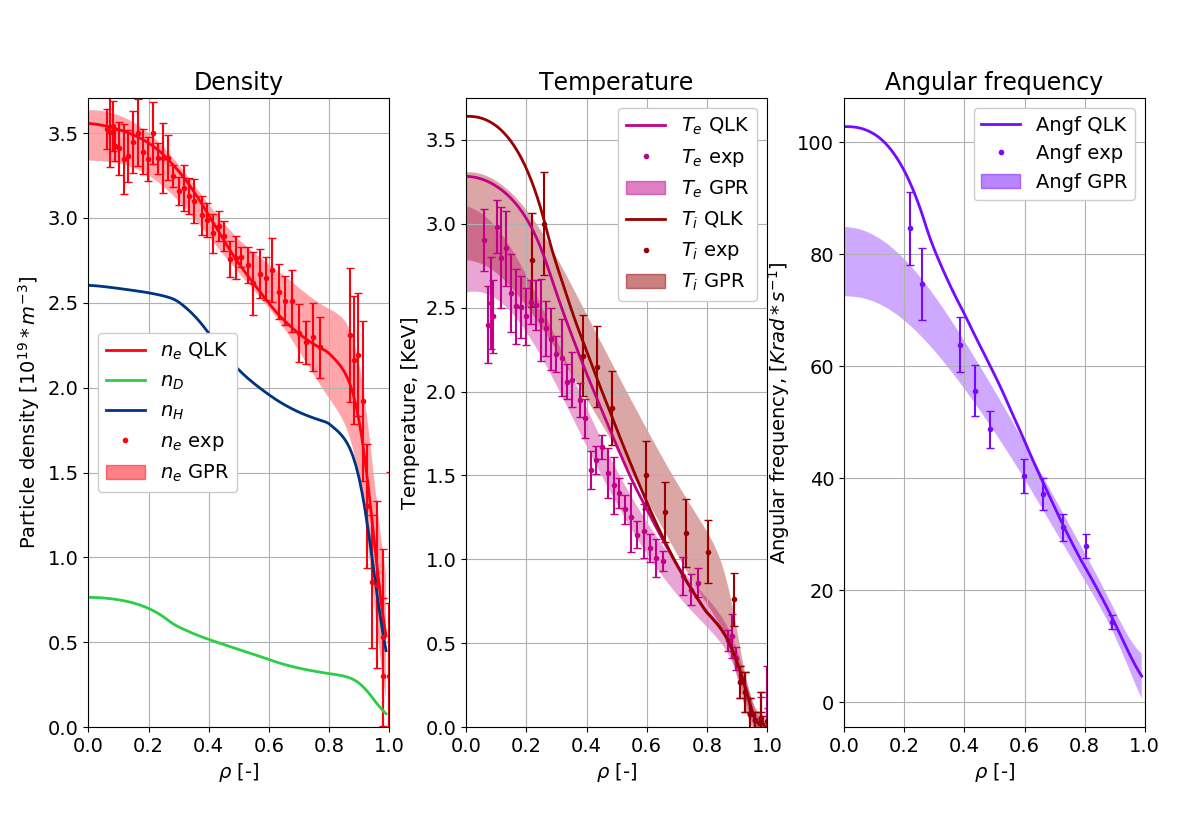 Density
Particle density [10^19 * m^−3]
3.5
3.0
2.5
2.0
1.5
1.0
0.5
0.0
n_e QLK
n_D
n_H
n_e exp
n_e GPR
0.0 0.2 0.4 0.6 0.8 1.0
ρ [-]
Temperature
Temperature, [KeV]
3.5
3.0
2.5
2.0
1.5
1.0
0.5
0.0
T_e QLK
T_e exp
T_e GPR
T_i QLK
T_i exp
T_i GPR
0.0 0.2 0.4 0.6 0.8 1.0
ρ [-]
Angular frequency
Angular frequency, [Krad * s^−1]
100
80
60
40
20
0
Angf QLK
Angf exp
Angf GPR
0.0 0.2 0.4 0.6 0.8 1.0
ρ [-]